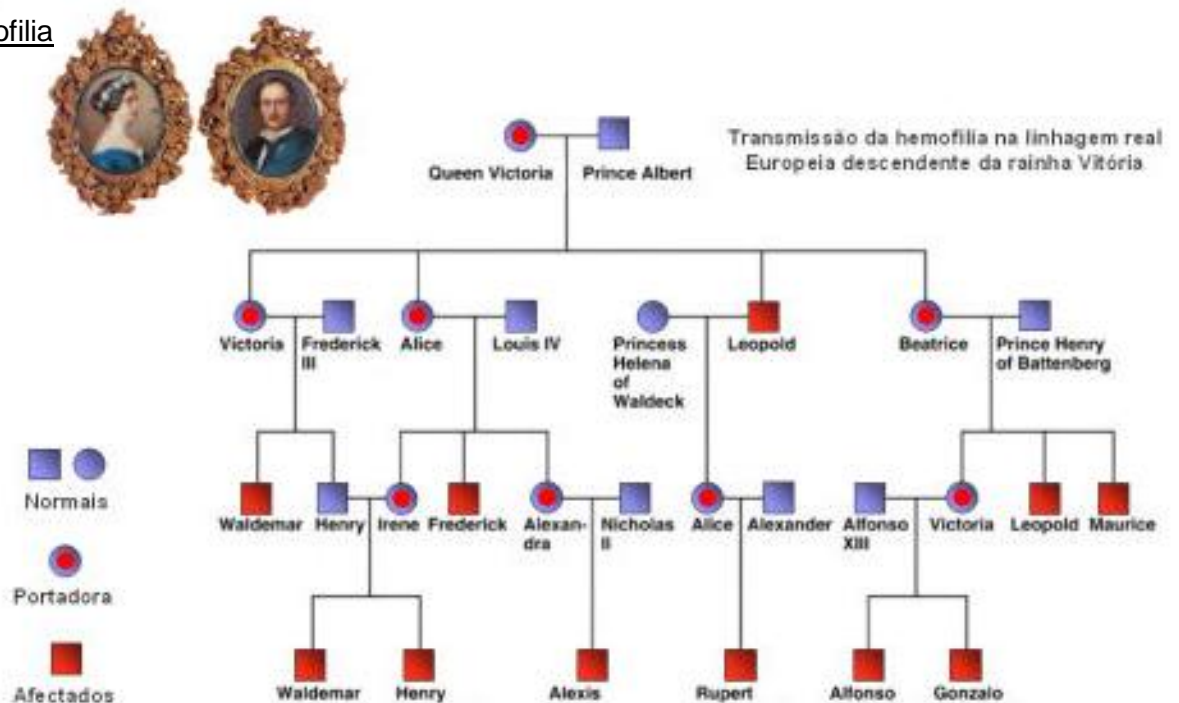 ofilia
Transmissão da hemofilia na linhagem real
Europeia descendente da rainha Vitória
Queen Victoria
Prince Albert
Victoria
Frederick
III
Alice
Louis IV
Princess
Helena
of
Waldeck
Leopold
Beatrice
Prince Henry
of Battenberg
Normais
Portadora
Afectados
Waldemar
Henry
Irene
Frederick
Alexan-
dra
Nicholas
II
Alice
Alexander
Alfonso
XIII
Victoria
Leopold
Maurice
Waldemar
Henry
Alexis
Rupert
Alfonso
Gonzalo